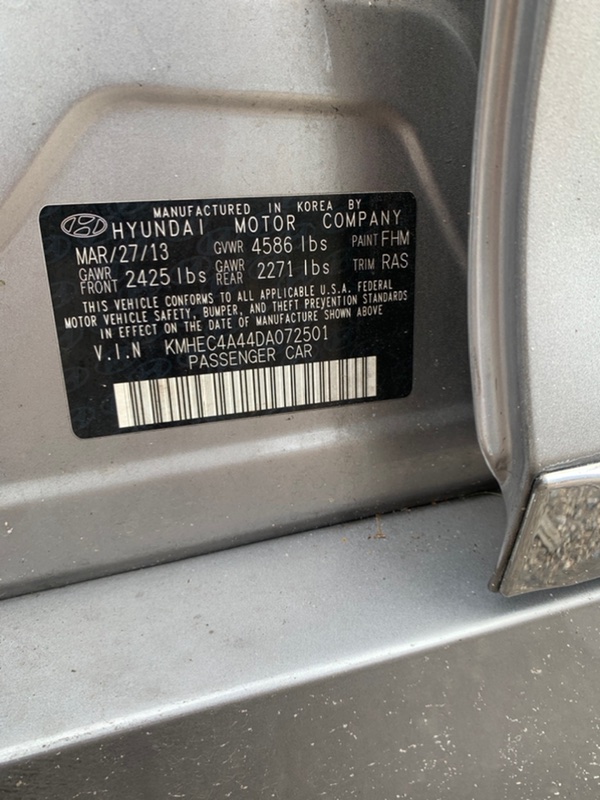 MANUFACTURED IN KOREA BY
HYUNDAI MOTOR COMPANY
MAR/27/13 GVWR 4586 lbs PAINT FHM
GAWR FRONT 2425 lbs GAWR REAR 2271 lbs TRIM RAS
THIS VEHICLE CONFORMS TO ALL APPLICABLE U.S.A. FEDERAL
MOTOR VEHICLE SAFETY, BUMPER, AND THEFT PREVENTION STANDARDS
IN EFFECT ON THE DATE OF MANUFACTURE SHOWN ABOVE
V.I.N KMHEC4A44DA072501
PASSENGER CAR